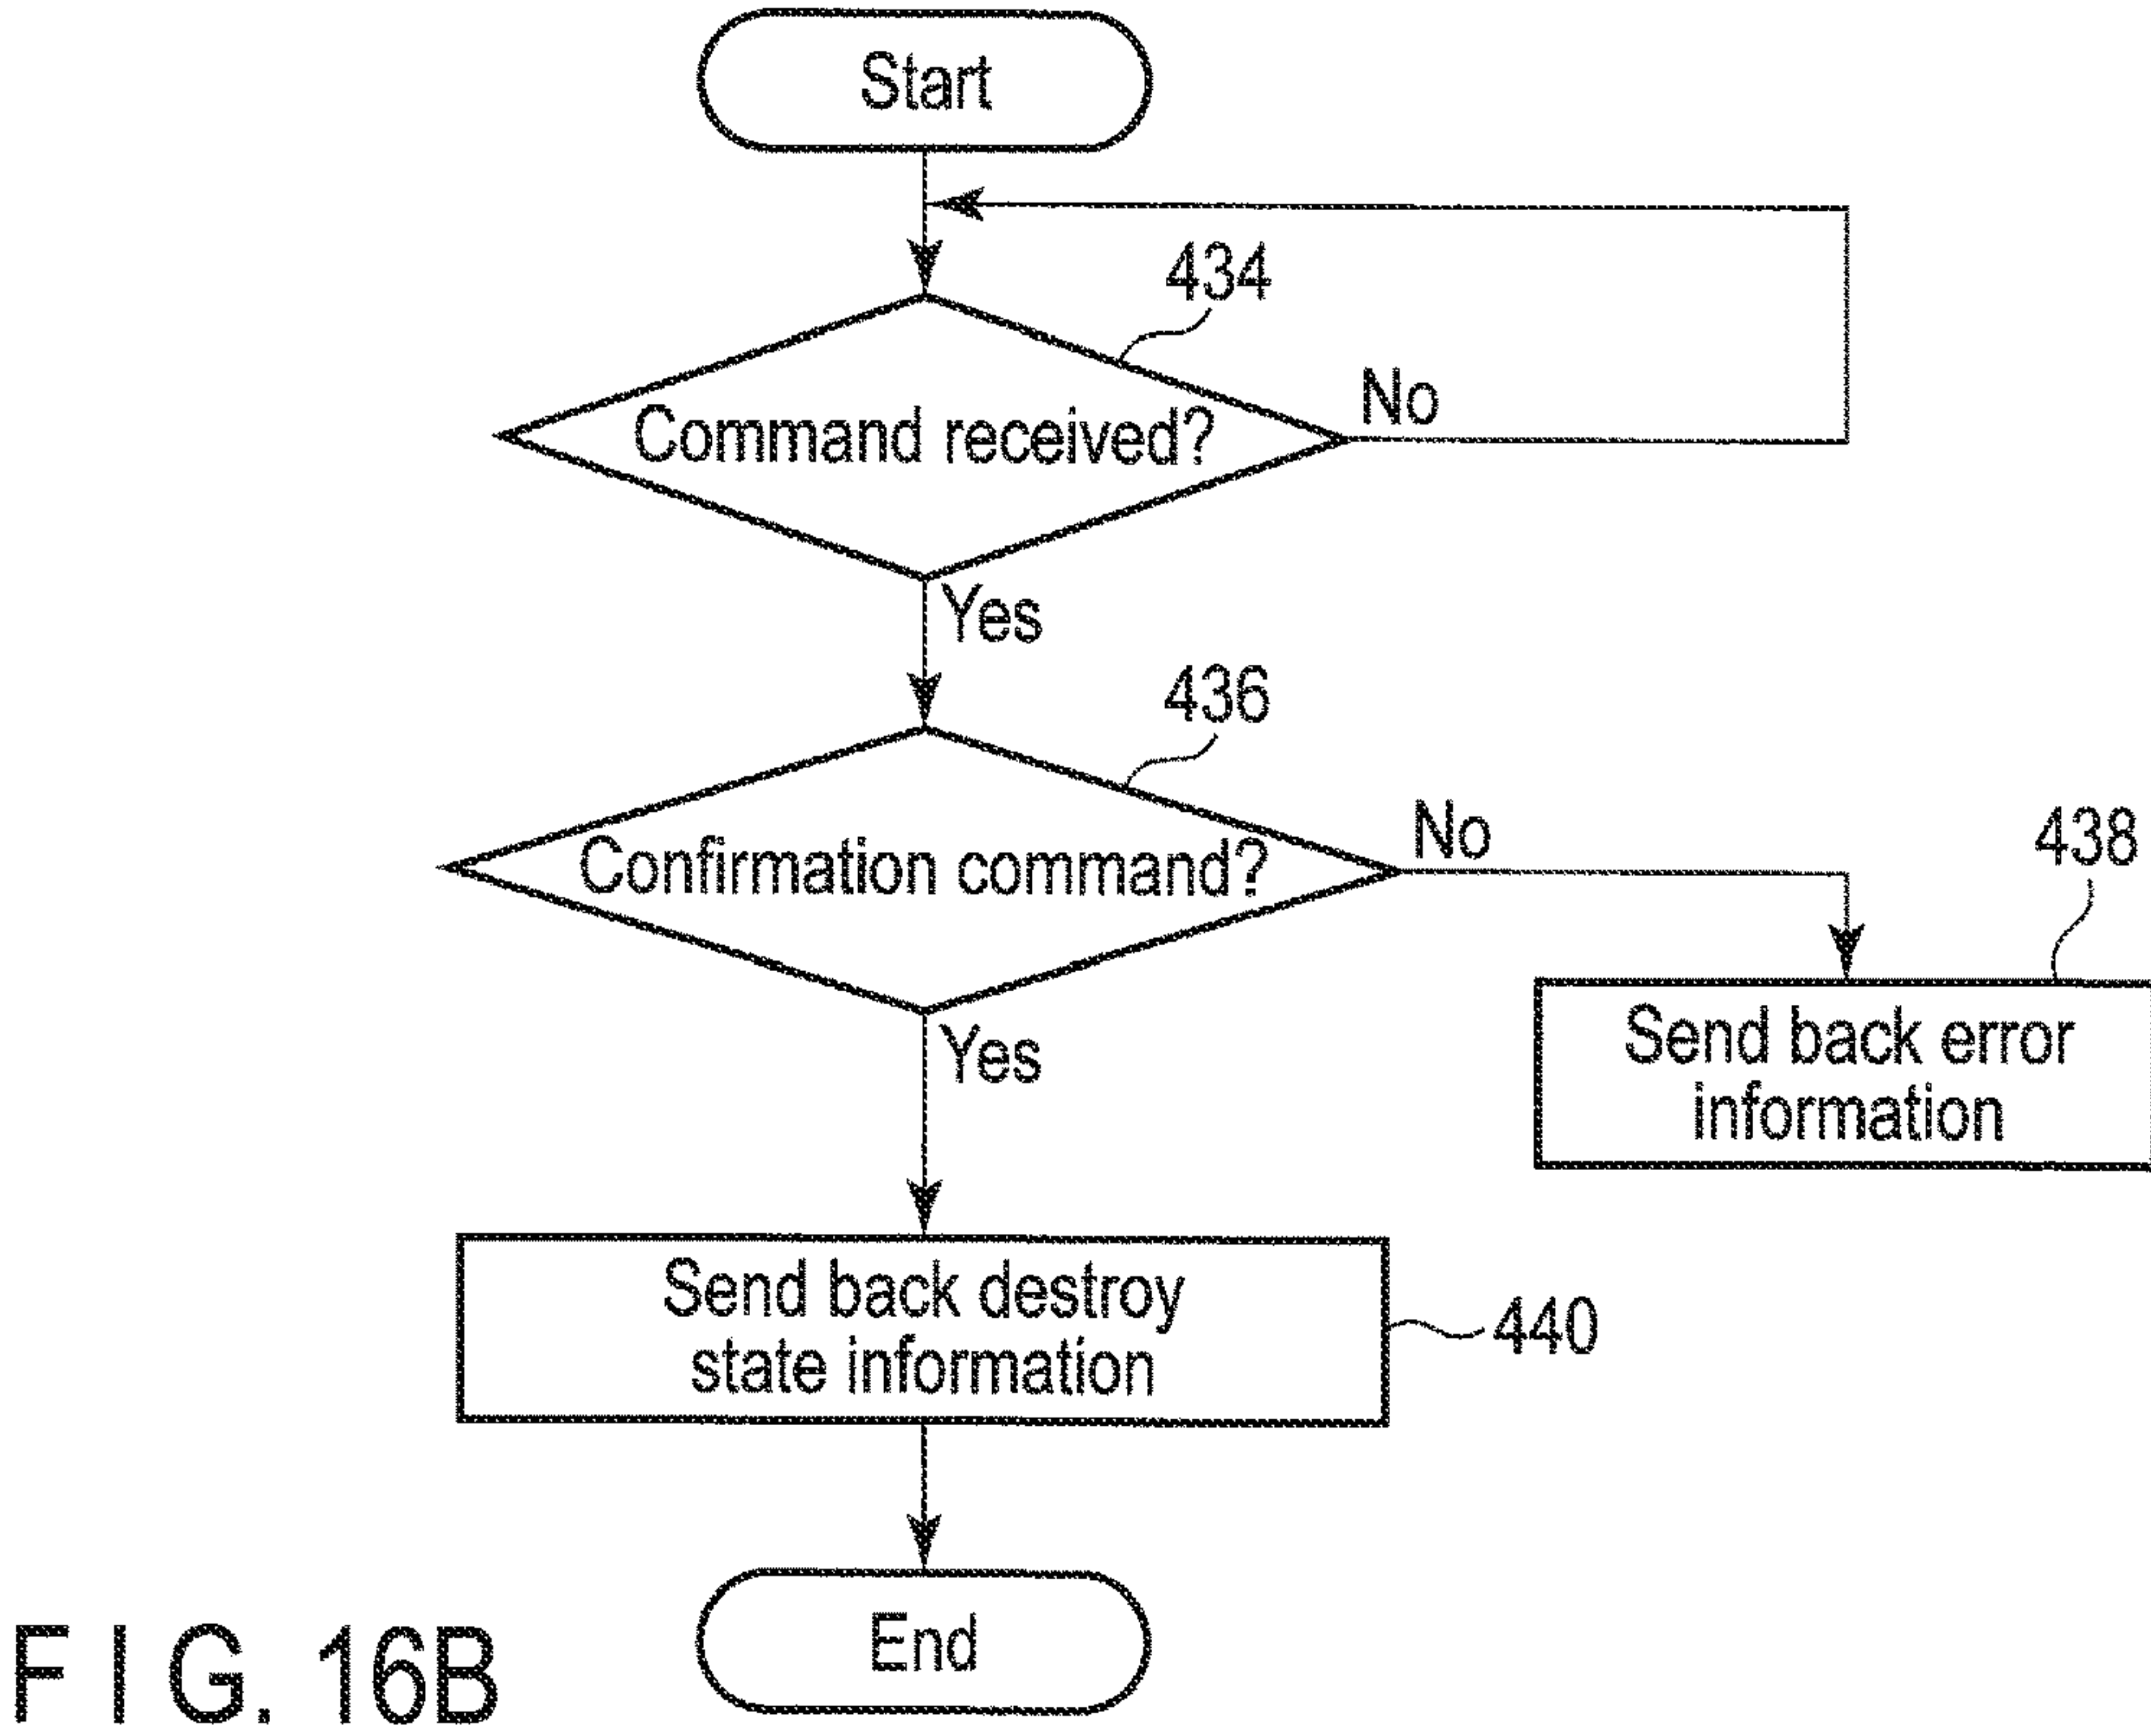 Start
434
Command received?
No
Yes
436
Confirmation command?
No
438
Yes
Send back error
information
Send back destroy
state information
440
End
FIG. 16B